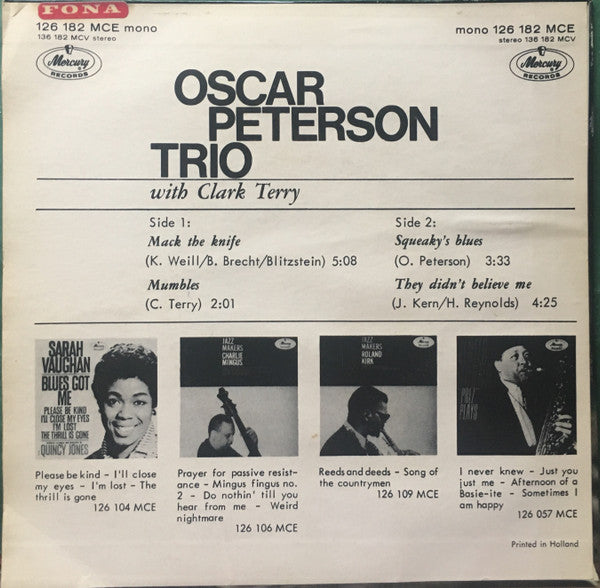 FONA
126 182 MCE mono
136 182 MCV stereo
mono 126 182 MCE
stereo 136 182 MCV
Mercury
RECORDS
Mercury
RECORDS
OSCAR
PETERSON
TRIO
with Clark Terry
Side 1:
Mack the knife
(K. Weill/B. Brecht/Blitzstein) 5:08
Mumbles
(C. Terry) 2:01
Side 2:
Squeaky's blues
(O. Peterson) 3:33
They didn't believe me
(J. Kern/H. Reynolds) 4:25
SARAH
VAUGHAN
BLUES GOT
ME
PLEASE BE KIND
I'LL CLOSE MY EYES
I'M LOST
THE THRILL IS GONE
QUINCY JONES
Please be kind - I'll close
my eyes - I'm lost - The
thrill is gone
126 104 MCE
JAZZ
MAKERS
CHARLIE
MINGUS
Prayer for passive resist-
ance - Mingus fingus no.
2 - Do nothin' till you
hear from me - Weird
nightmare
126 106 MCE
JAZZ
MAKERS
ROLAND
KIRK
Reeds and deeds - Song of
the countrymen
126 109 MCE
PLAYS
I never knew - Just you
just me - Afternoon of a
Basie-ite - Sometimes I
am happy
126 057 MCE
Printed in Holland